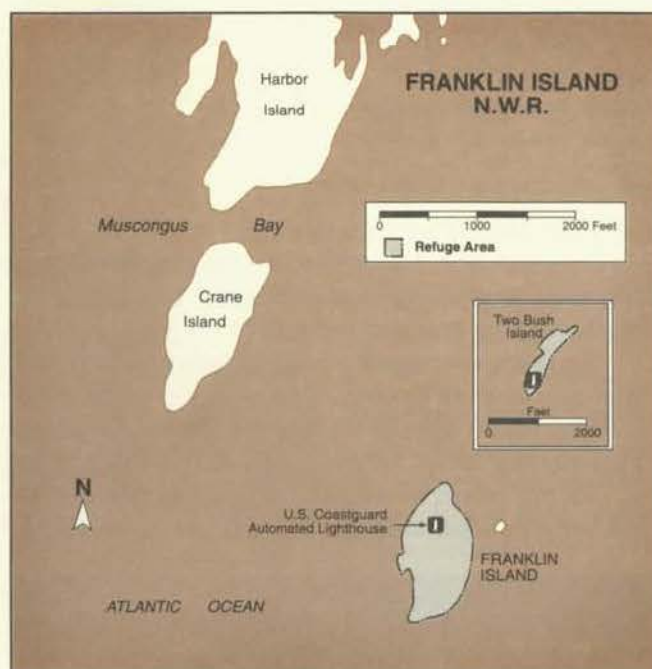 FRANKLIN ISLAND
N.W.R.
Harbor
Island
Muscongus Bay
0 1000 2000 Feet
Refuge Area
Crane
Island
Two Bush
Island
Feet
0 2000
N
U.S. Coastguard
Automated Lighthouse
FRANKLIN
ISLAND
ATLANTIC OCEAN